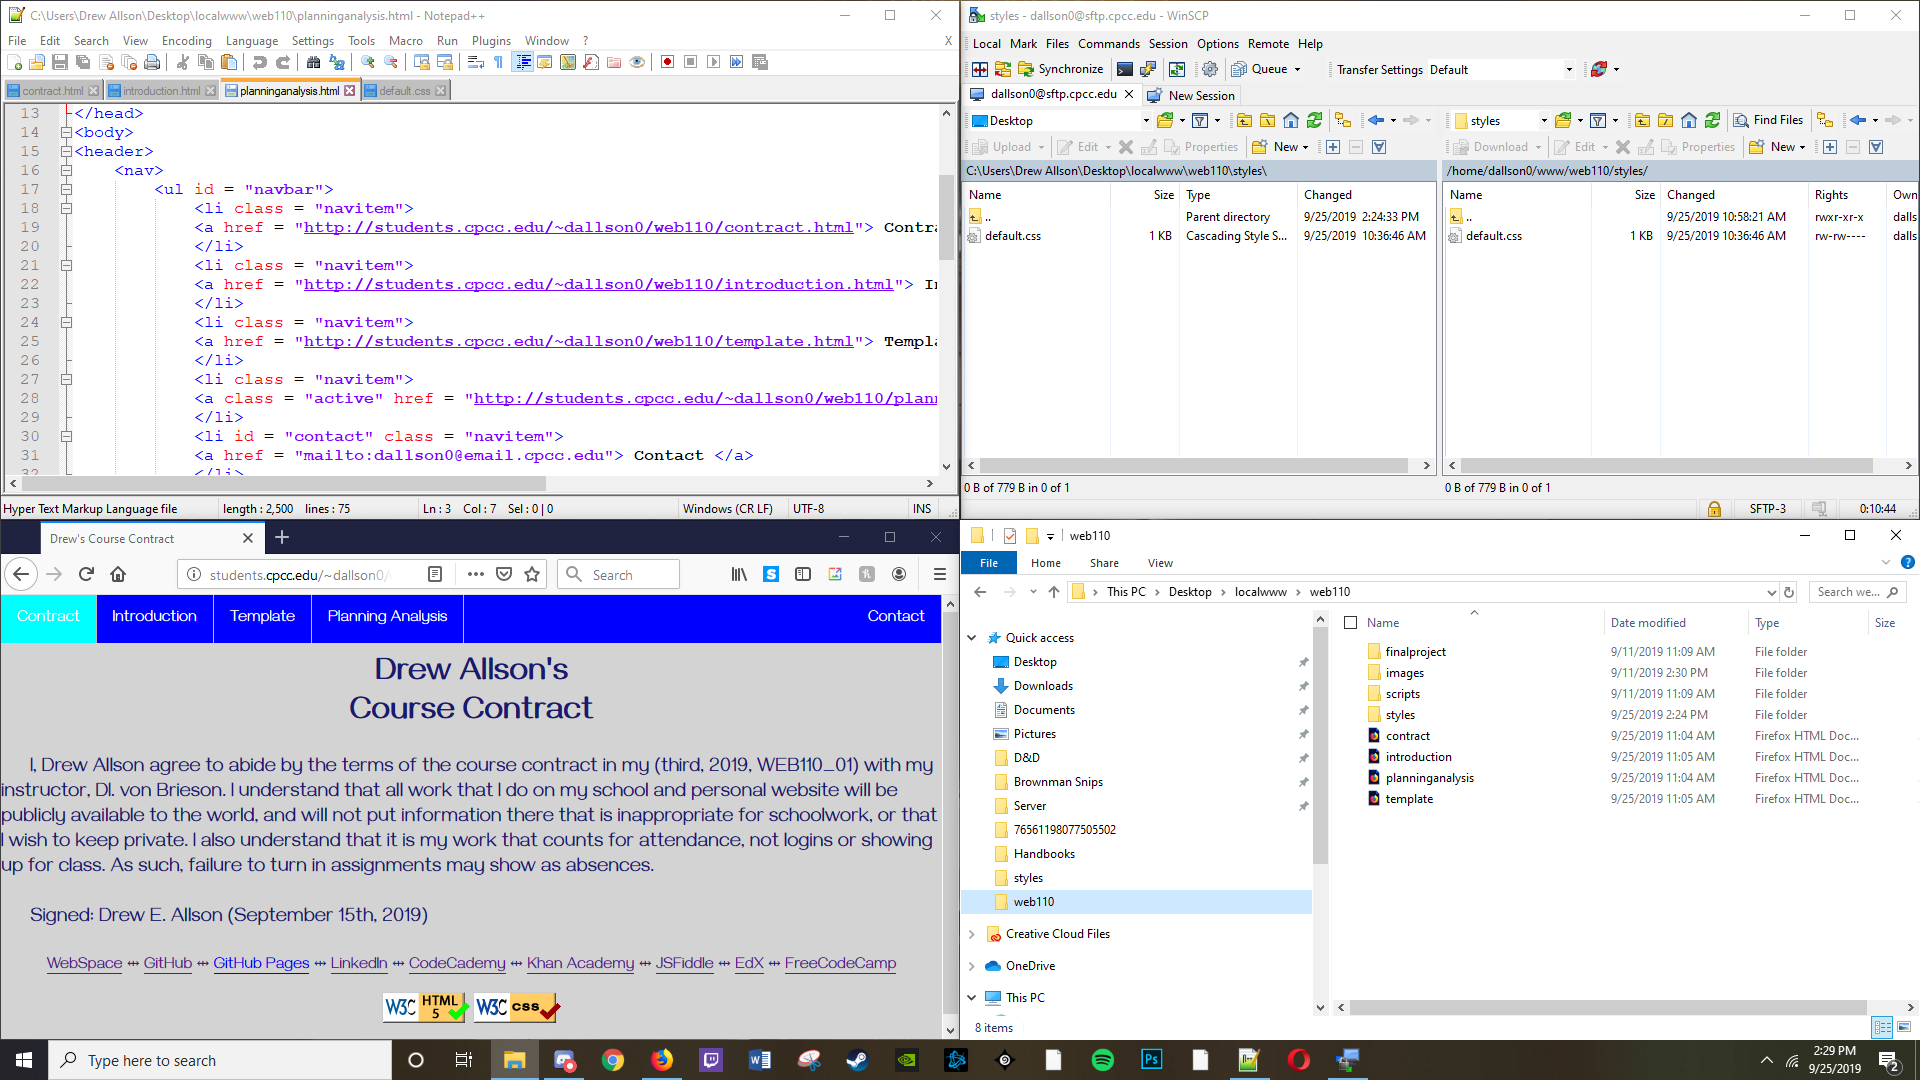 C:\Users\Drew Allson\Desktop\localwww\web110\planninganalysis.html - Notepad++
File Edit Search View Encoding Language Settings Tools Macro Run Plugins Window ? X
contract.html introduction.html planninganalysis.html default.css
13 </head>
14 <body>
15 <header>
16 <nav>
17 <ul id = "navbar">
18 <li class = "navitem">
19 <a href = "http://students.cpcc.edu/~dallson0/web110/contract.html"> Contra
20 </li>
21 <li class = "navitem">
22 <a href = "http://students.cpcc.edu/~dallson0/web110/introduction.html"> In
23 </li>
24 <li class = "navitem">
25 <a href = "http://students.cpcc.edu/~dallson0/web110/template.html"> Templa
26 </li>
27 <li class = "navitem">
28 <a class = "active" href = "http://students.cpcc.edu/~dallson0/web110/plann
29 </li>
30 <li id = "contact" class = "navitem">
31 <a href = "mailto:dallson0@email.cpcc.edu"> Contact </a>
32 </li>
Hyper Text Markup Language file length : 2,500 lines : 75 Ln : 3 Col : 7 Sel : 0 | 0 Windows (CR LF) UTF-8 INS
styles - dallson0@sftp.cpcc.edu - WinSCP
Local Mark Files Commands Session Options Remote Help
Synchronize Queue Transfer Settings Default
dallson0@sftp.cpcc.edu New Session
Desktop styles Find Files
Upload Edit Properties New Download Edit Properties New
C:\Users\Drew Allson\Desktop\localwww\web110\styles\ /home/dallson0/www/web110/styles/
Name Size Type Changed Name Size Changed Rights Own
.. Parent directory 9/25/2019 2:24:33 PM .. 9/25/2019 10:58:21 AM rwxr-xr-x dalls
default.css 1 KB Cascading Style S... 9/25/2019 10:36:46 AM default.css 1 KB 9/25/2019 10:36:46 AM rw-rw---- dalls
0 B of 779 B in 0 of 1 0 B of 779 B in 0 of 1
SFTP-3 0:10:44
Drew's Course Contract
students.cpcc.edu/~dallson0/ Search
Contract Introduction Template Planning Analysis Contact
Drew Allson's
Course Contract
I, Drew Allson agree to abide by the terms of the course contract in my (third, 2019, WEB110_01) with my
instructor, DI. von Brieson. I understand that all work that I do on my school and personal website will be
publicly available to the world, and will not put information there that is inappropriate for schoolwork, or that
I wish to keep private. I also understand that it is my work that counts for attendance, not logins or showing
up for class. As such, failure to turn in assignments may show as absences.
Signed: Drew E. Allson (September 15th, 2019)
WebSpace ↔ GitHub ↔ GitHub Pages ↔ LinkedIn ↔ CodeCademy ↔ Khan Academy ↔ JSFiddle ↔ EdX ↔ FreeCodeCamp
W3C HTML 5 W3C css
web110
File Home Share View
This PC Desktop localwww web110 Search we...
Quick access
Desktop
Downloads
Documents
Pictures
D&D
Brownman Snips
Server
76561198077505502
Handbooks
styles
web110
Creative Cloud Files
OneDrive
This PC
Name Date modified Type Size
finalproject 9/11/2019 11:09 AM File folder
images 9/11/2019 2:30 PM File folder
scripts 9/11/2019 11:09 AM File folder
styles 9/25/2019 2:24 PM File folder
contract 9/25/2019 11:04 AM Firefox HTML Doc...
introduction 9/25/2019 11:05 AM Firefox HTML Doc...
planninganalysis 9/25/2019 11:04 AM Firefox HTML Doc...
template 9/25/2019 11:05 AM Firefox HTML Doc...
8 items
Type here to search
2:29 PM
9/25/2019
2